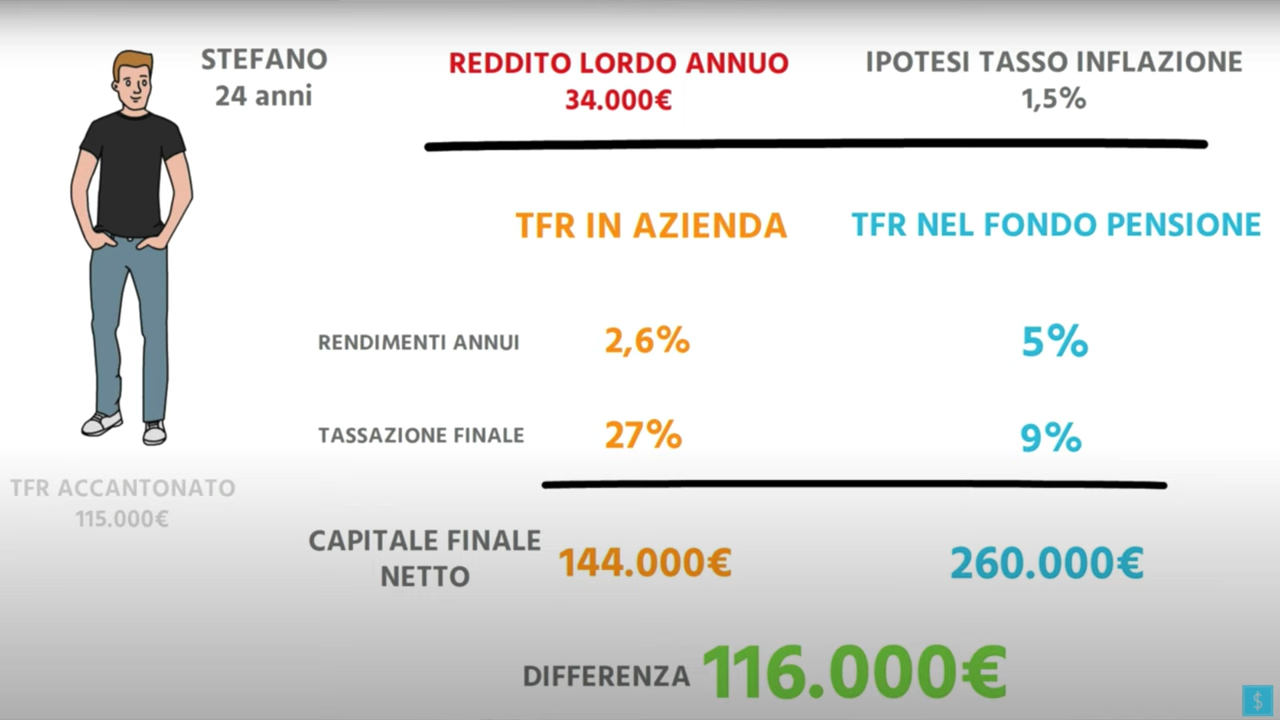 STEFANO
24 anni
REDDITO LORDO ANNUO
34.000€
IPOTESI TASSO INFLAZIONE
1,5%
TFR IN AZIENDA
TFR NEL FONDO PENSIONE
RENDIMENTI ANNUI
2,6%
5%
TASSAZIONE FINALE
27%
9%
TFR ACCANTONATO
115.000€
CAPITALE FINALE
NETTO
144.000€
260.000€
DIFFERENZA
116.000€
$